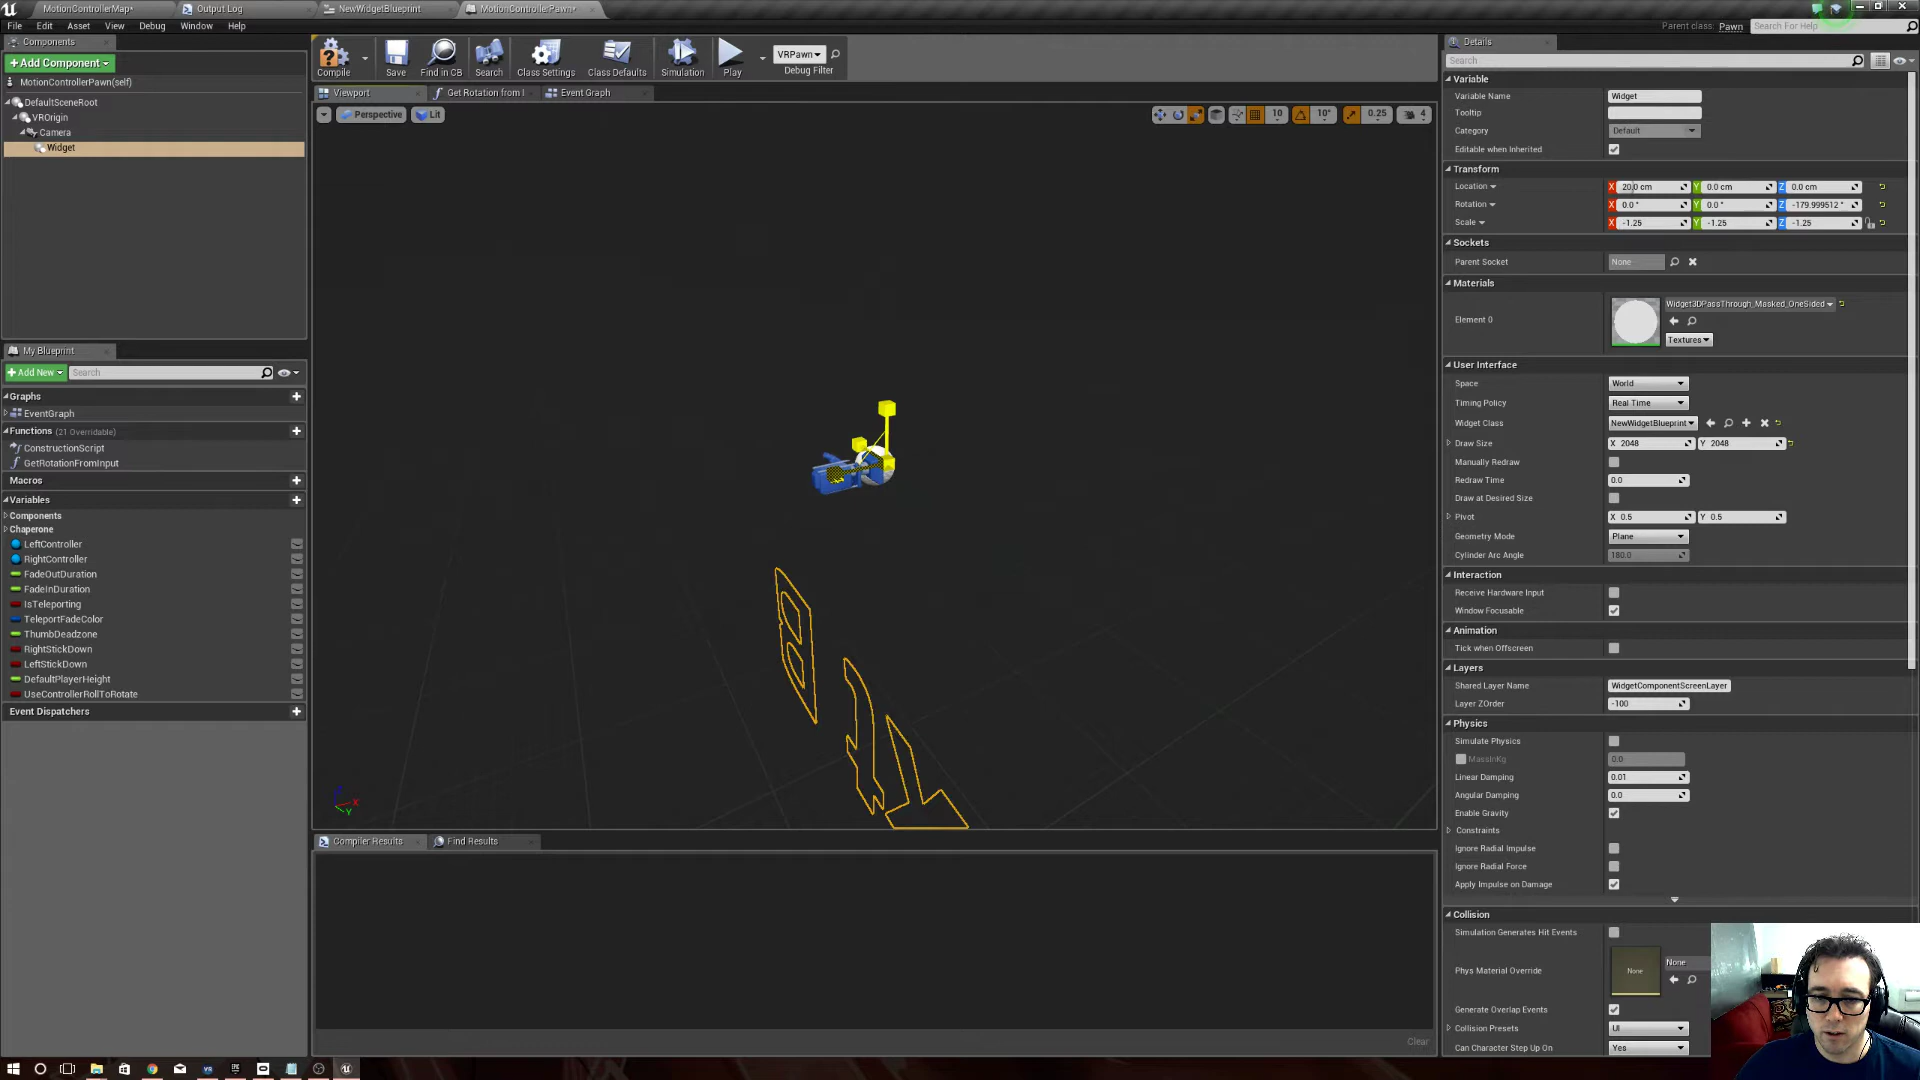 MotionControllerMap*
Output Log
NewWidgetBlueprint
MotionControllerPawn*
File
Edit
Asset
View
Debug
Window
Help
Parent class: Pawn
Search For Help
Components
+Add Component
MotionControllerPawn(self)
DefaultSceneRoot
VROrigin
Camera
Widget
Compile
Save
Find in CB
Search
Class Settings
Class Defaults
Simulation
Play
VRPawn
Debug Filter
Viewport
Get Rotation from I
Event Graph
Perspective
Lit
10
10°
0.25
4
X
Y
My Blueprint
+Add New
Search
Graphs
EventGraph
Functions (21 Overridable)
ConstructionScript
GetRotationFromInput
Macros
Variables
Components
Chaperone
LeftController
RightController
FadeOutDuration
FadeInDuration
IsTeleporting
TeleportFadeColor
ThumbDeadzone
RightStickDown
LeftStickDown
DefaultPlayerHeight
UseControllerRollToRotate
Event Dispatchers
Compiler Results
Find Results
Clear
Details
Search
Variable
Variable Name
Widget
Tooltip
Category
Default
Editable when Inherited
Transform
Location
X 20.0 cm
Y 0.0 cm
Z 0.0 cm
Rotation
X 0.0 °
Y 0.0 °
Z -179.999512 °
Scale
X -1.25
Y -1.25
Z -1.25
Sockets
Parent Socket
None
Materials
Element 0
Widget3DPassThrough_Masked_OneSided
Textures
User Interface
Space
World
Timing Policy
Real Time
Widget Class
NewWidgetBlueprint
Draw Size
X 2048
Y 2048
Manually Redraw
Redraw Time
0.0
Draw at Desired Size
Pivot
X 0.5
Y 0.5
Geometry Mode
Plane
Cylinder Arc Angle
180.0
Interaction
Receive Hardware Input
Window Focusable
Animation
Tick when Offscreen
Layers
Shared Layer Name
WidgetComponentScreenLayer
Layer ZOrder
-100
Physics
Simulate Physics
MassInKg
0.0
Linear Damping
0.01
Angular Damping
0.0
Enable Gravity
Constraints
Ignore Radial Impulse
Ignore Radial Force
Apply Impulse on Damage
Collision
Simulation Generates Hit Events
Phys Material Override
None
None
Generate Overlap Events
Collision Presets
UI
Can Character Step Up On
Yes